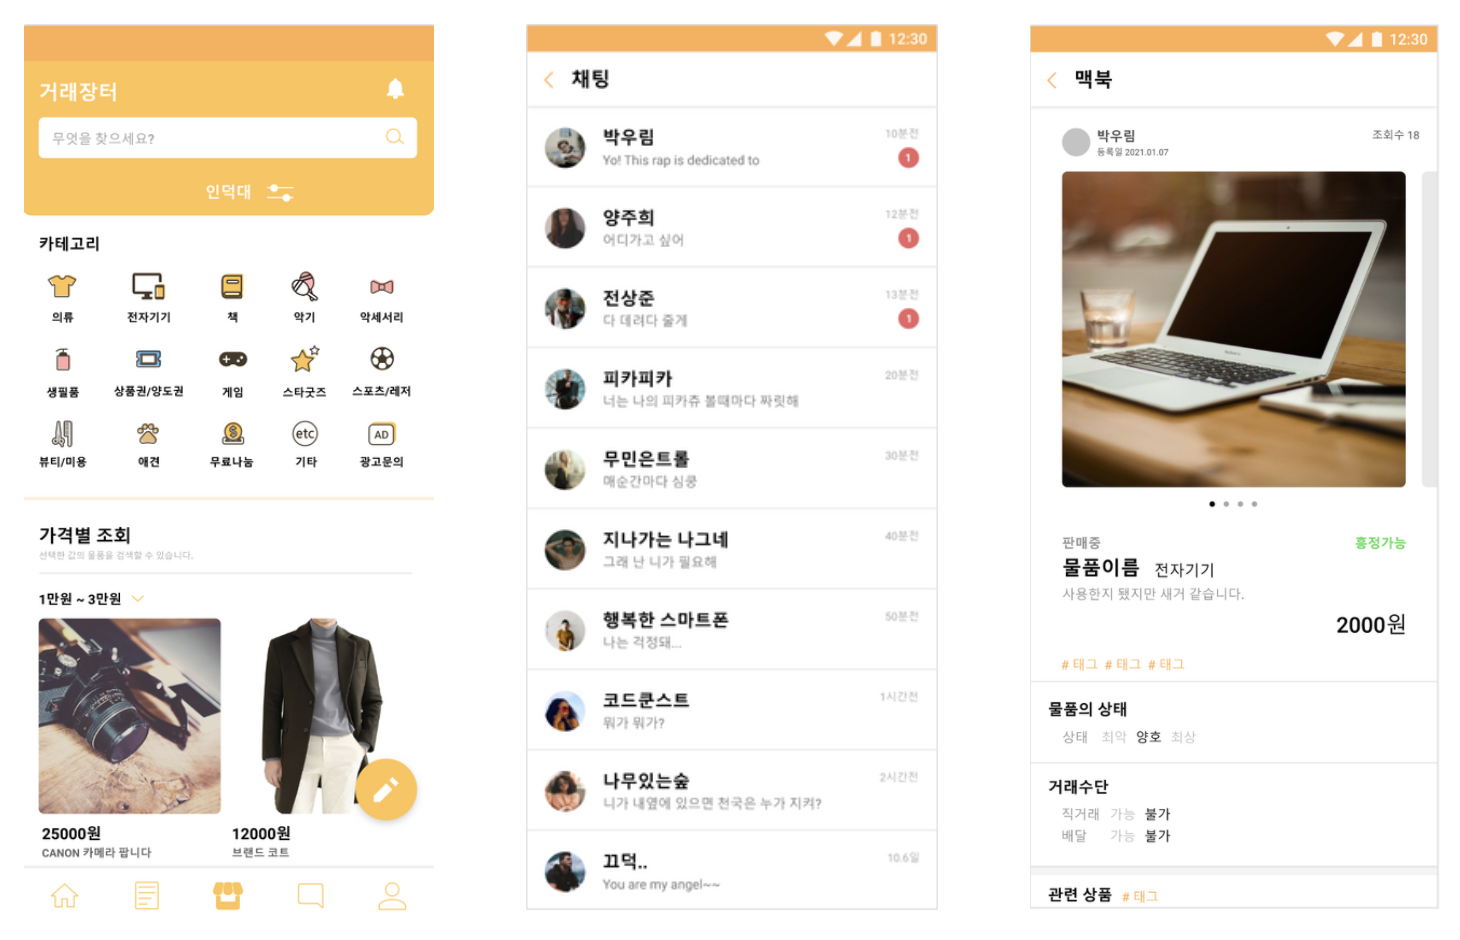 거래장터
무엇을 찾으세요?
인덕대
카테고리
의류 전자기기 책 악기 악세서리
생필품 상품권/양도권 게임 스타굿즈 스포츠/레저
뷰티/미용 애견 무료나눔 etc 기타 AD 광고문의
가격별 조회
선택한 값의 물품을 검색할 수 있습니다.
1만원 ~ 3만원
25000원 12000원
CANON 카메라 팝니다 브랜드 코트
12:30
채팅
박우림 10분전
Yo! This rap is dedicated to 1
양주희 12분전
어디가고 싶어 1
전상준 13분전
다 데려다 줄게 1
피카피카 20분전
너는 나의 피카츄 볼때마다 짜릿해
무민은트롤 30분전
매순간마다 심쿵
지나가는 나그네 40분전
그래 난 니가 필요해
행복한 스마트폰 50분전
나는 걱정돼...
코드쿤스트 1시간전
뭐가 뭐가?
나무있는숲 2시간전
니가 내옆에 있으면 천국은 누가 지켜?
끄덕.. 10.6일
You are my angel~~
12:30
맥북
박우림 조회수 18
등록일 2021.01.07
판매중 흥정가능
물품이름 전자기기
사용한지 됐지만 새거 같습니다.
2000원
# 태그 # 태그 # 태그
물품의 상태
상태 최악 양호 최상
거래수단
직거래 가능 불가
배달 가능 불가
관련 상품 # 태그